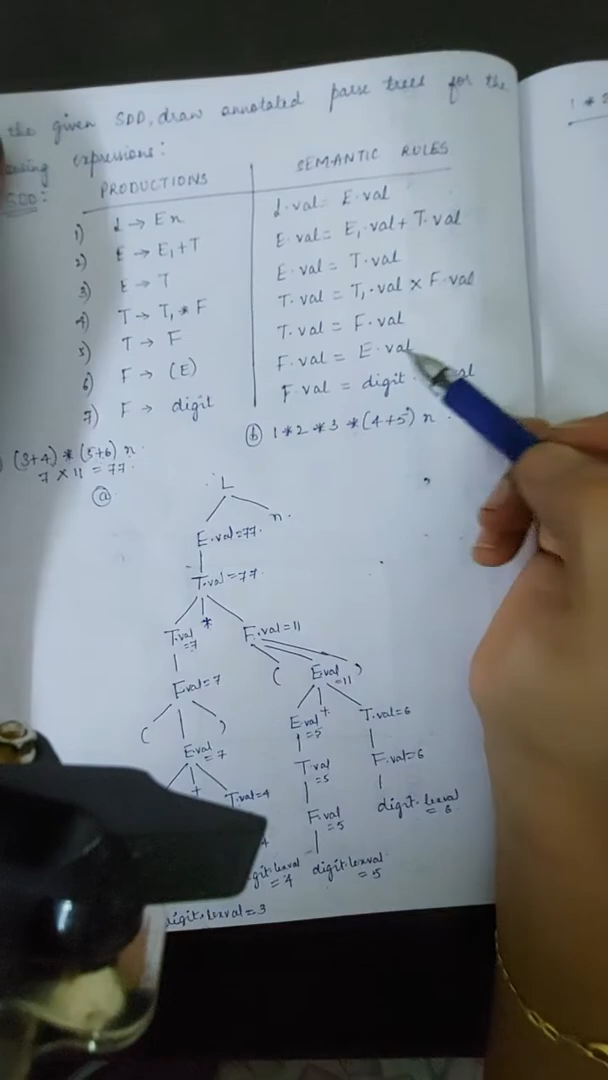 the given SDD, draw annotated parse trees for the
expressions:
SDD:
PRODUCTIONS
SEMANTIC RULES
1) L → En
L.val = E.val
2) E → E₁ + T
E.val = E₁.val + T.val
3) E → T
E.val = T.val
4) T → T₁ * F
T.val = T₁.val × F.val
5) T → F
T.val = F.val
6) F → (E)
F.val = E.val
7) F → digit
F.val = digit.
(3+4) * (5+6) n
7 × 11 = 77
(a)
(b) 1 * 2 * 3 * (4+5) n
1 *
L
E.val=77 n
T.val=77
T.val =7 * F.val=11
F.val=7 ( E.val =11 )
( ) E.val =5 + T.val=6
E.val =7 T.val =5 F.val=6
+ T.val=4 F.val =5 digit.lexval = 6
4
digit.lexval = 4 digit.lexval = 5
digit.lexval=3